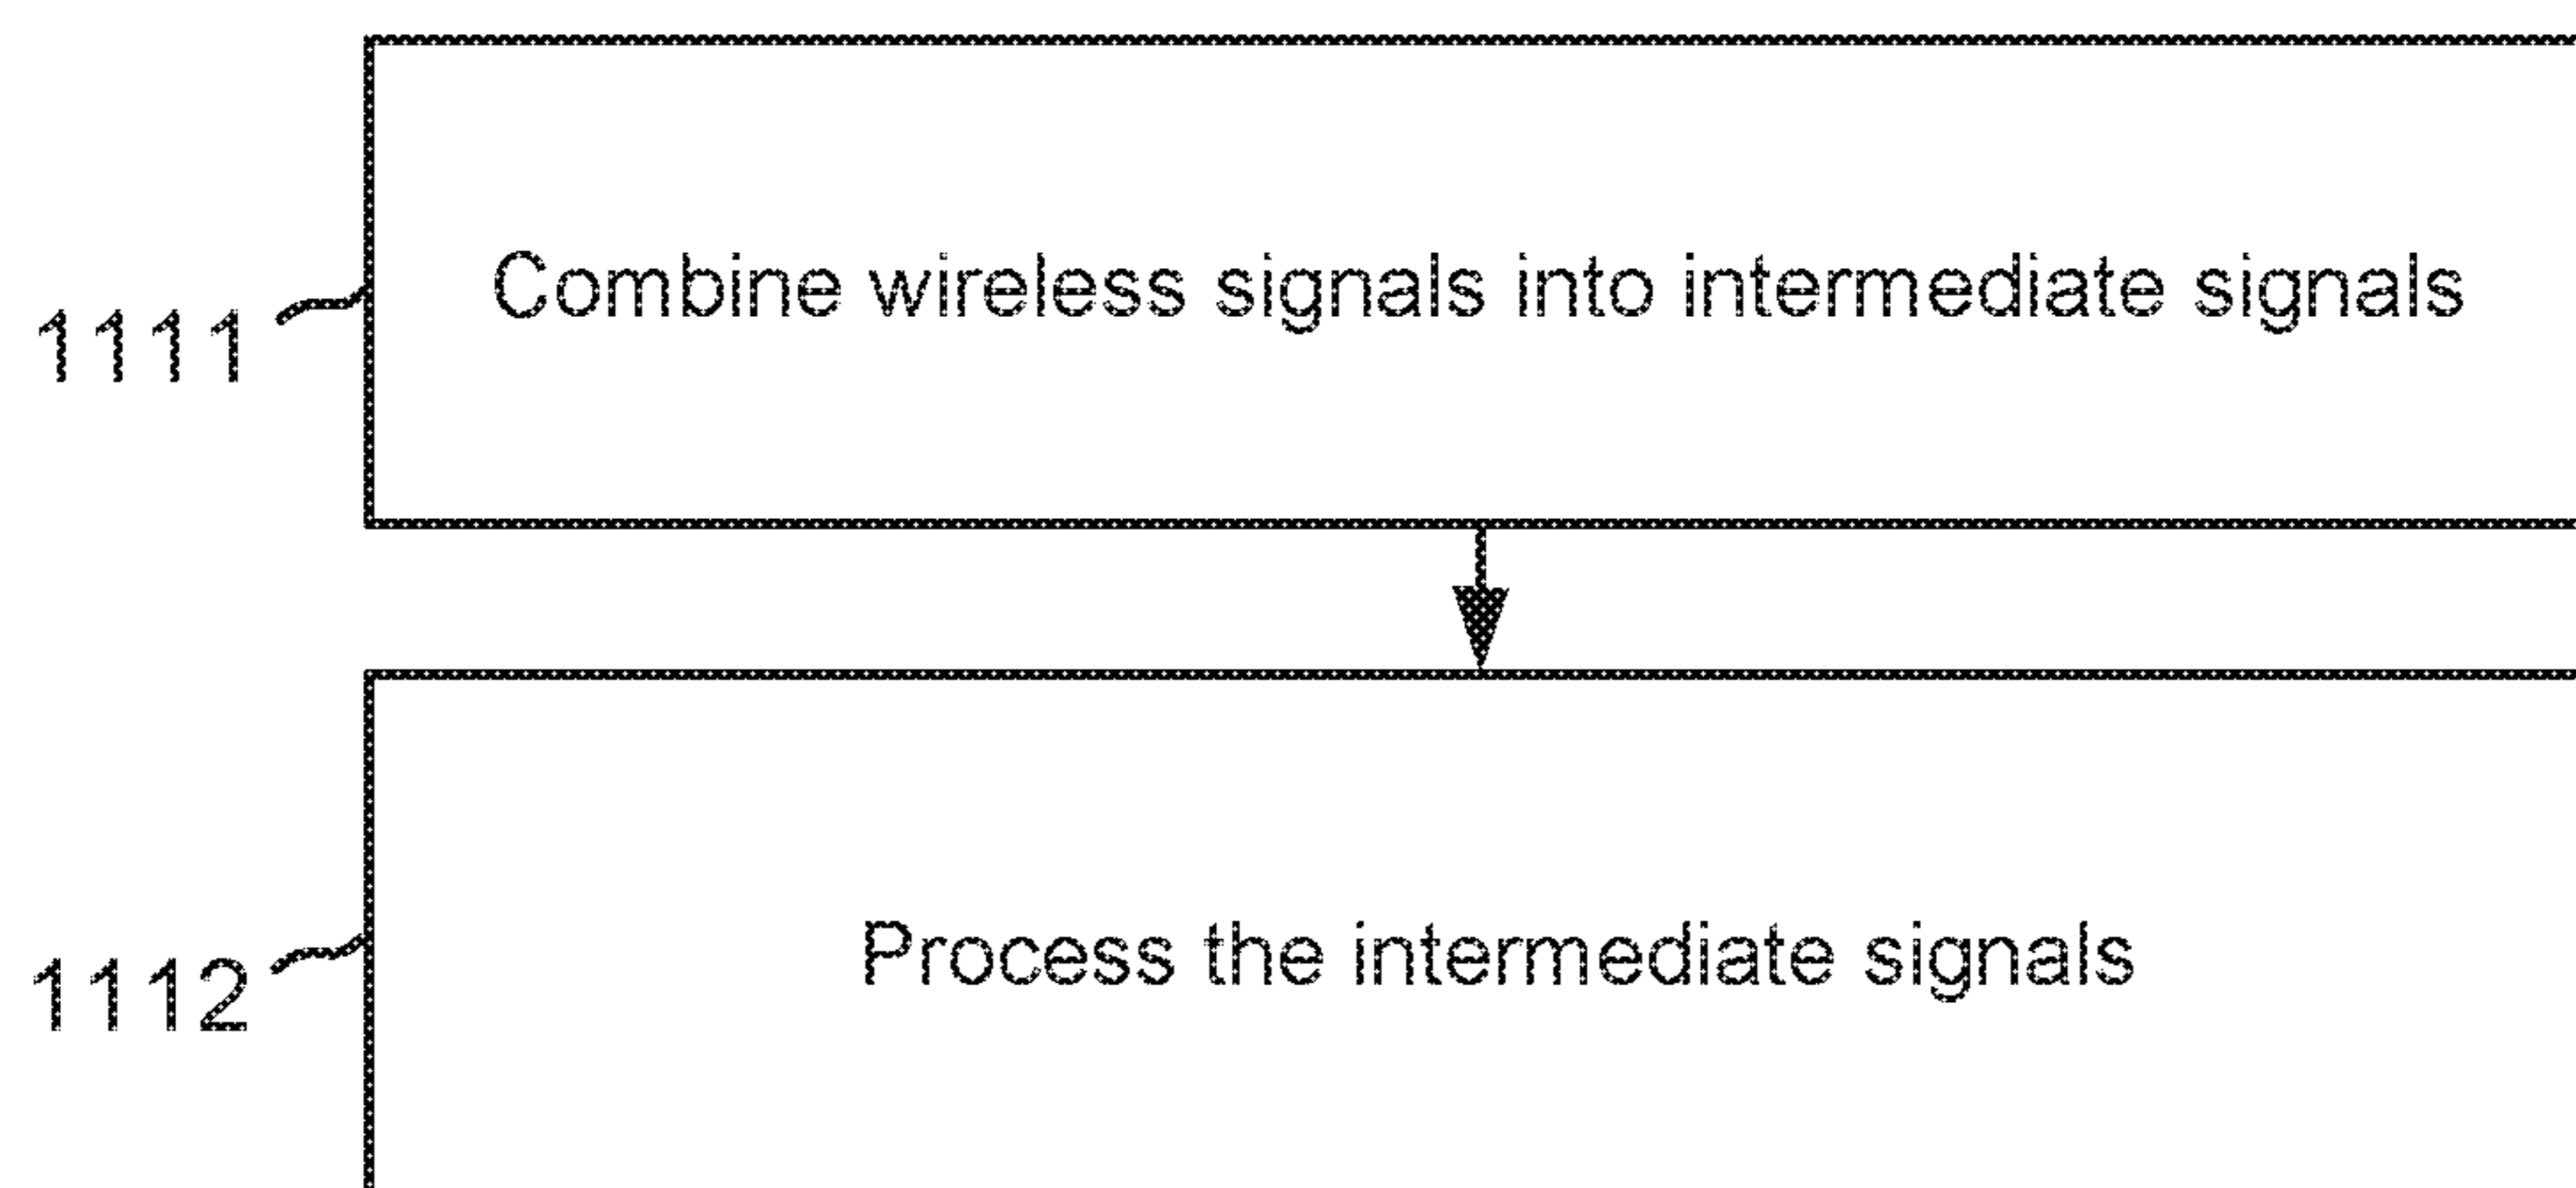 Combine wireless signals into intermediate signals
1111
Process the intermediate signals
1112